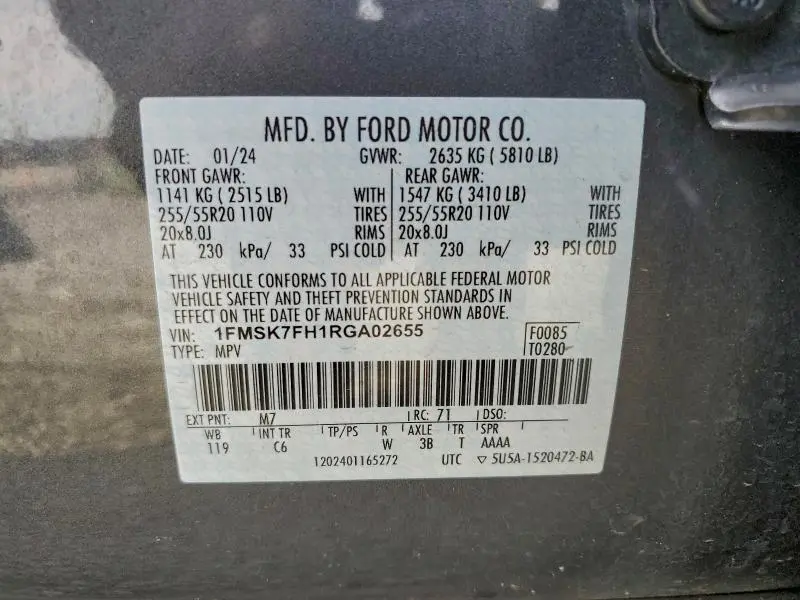 MFD. BY FORD MOTOR CO.
DATE: 01/24 GVWR: 2635 KG ( 5810 LB)
FRONT GAWR: REAR GAWR:
1141 KG ( 2515 LB) WITH 1547 KG ( 3410 LB) WITH
255/55R20 110V TIRES 255/55R20 110V TIRES
20x8.0J RIMS 20x8.0J RIMS
AT 230 kPa/ 33 PSI COLD AT 230 kPa/ 33 PSI COLD
THIS VEHICLE CONFORMS TO ALL APPLICABLE FEDERAL MOTOR
VEHICLE SAFETY AND THEFT PREVENTION STANDARDS IN
EFFECT ON THE DATE OF MANUFACTURE SHOWN ABOVE.
VIN: 1FMSK7FH1RGA02655 F0085
TYPE: MPV T0280
EXT PNT: M7 RC: 71 DSO:
WB INT TR TP/PS R AXLE TR SPR
119 C6 W 3B T AAAA
1202401165272 UTC ▽ 5U5A-1520472-BA